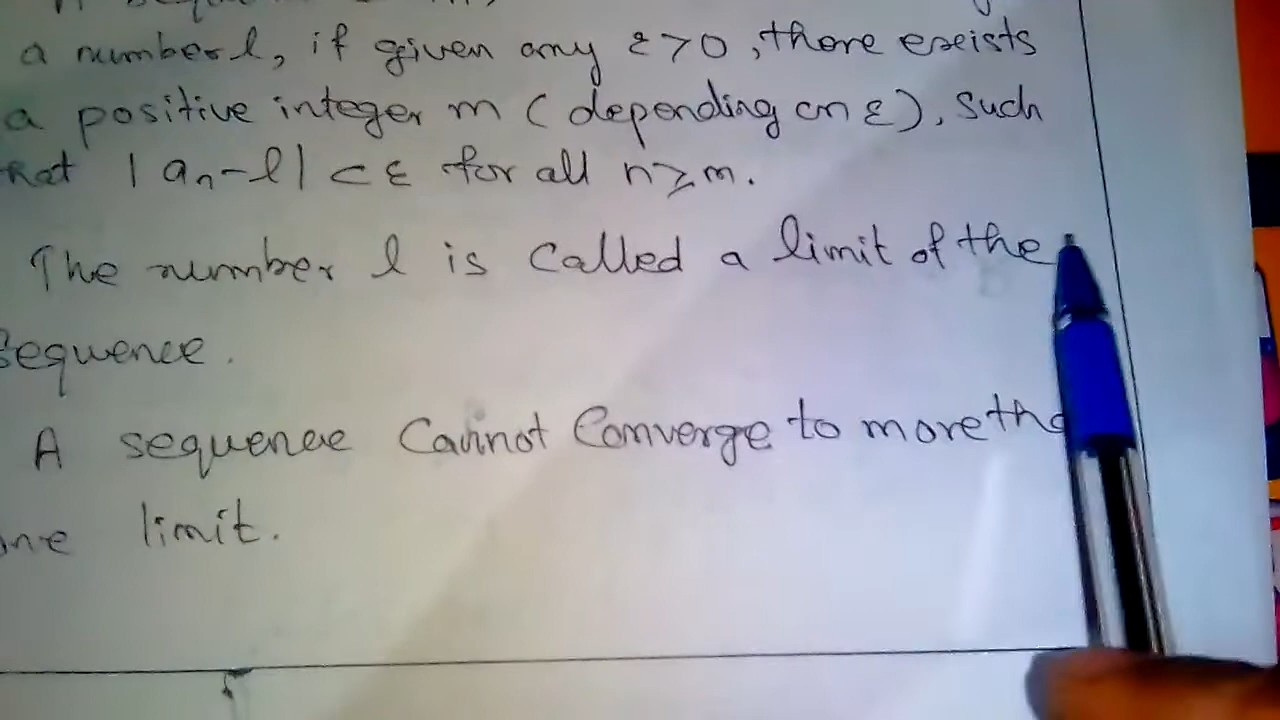 a number l, if given any ε>0, there exists
a positive integer m (depending on ε), such
that |aₙ-l| < ε for all n≥m.
The number l is called a limit of the
sequence.
A sequence Cannot Converge to more tha
one limit.